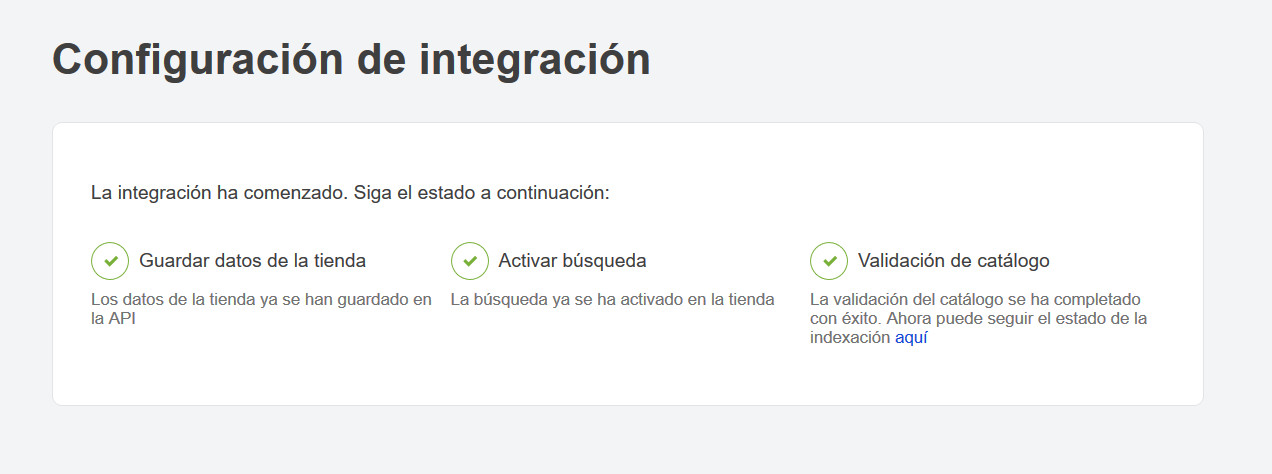 Configuración de integración
La integración ha comenzado. Siga el estado a continuación:
Guardar datos de la tienda
Los datos de la tienda ya se han guardado en
la API
Activar búsqueda
La búsqueda ya se ha activado en la tienda
Validación de catálogo
La validación del catálogo se ha completado
con éxito. Ahora puede seguir el estado de la
indexación aquí